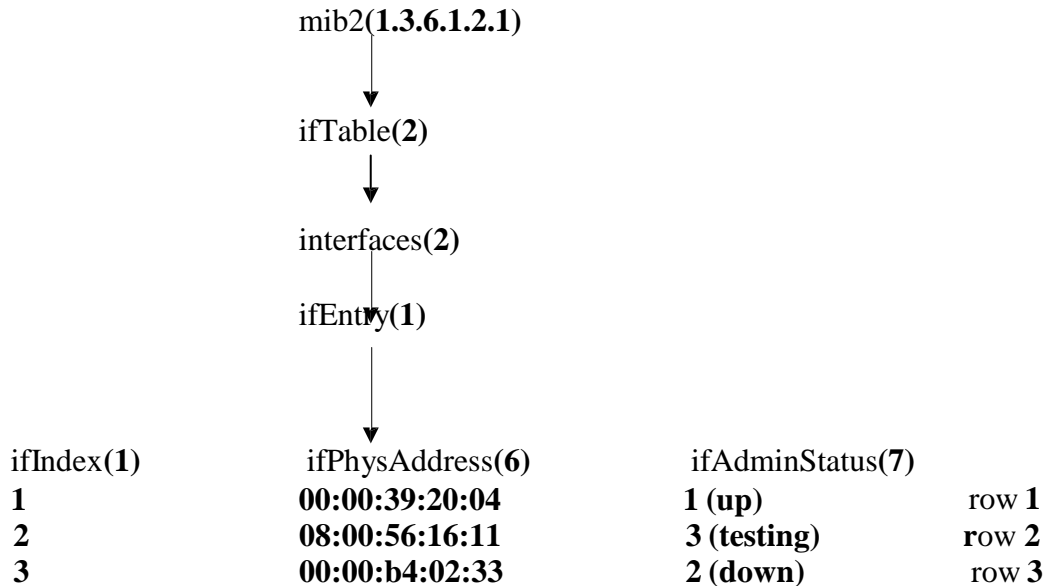 mib2(1.3.6.1.2.1)
ifTable(2)
interfaces(2)
ifEntry(1)
ifIndex(1) ifPhysAddress(6) ifAdminStatus(7)
1 00:00:39:20:04 1 (up) row 1
2 08:00:56:16:11 3 (testing) row 2
3 00:00:b4:02:33 2 (down) row 3